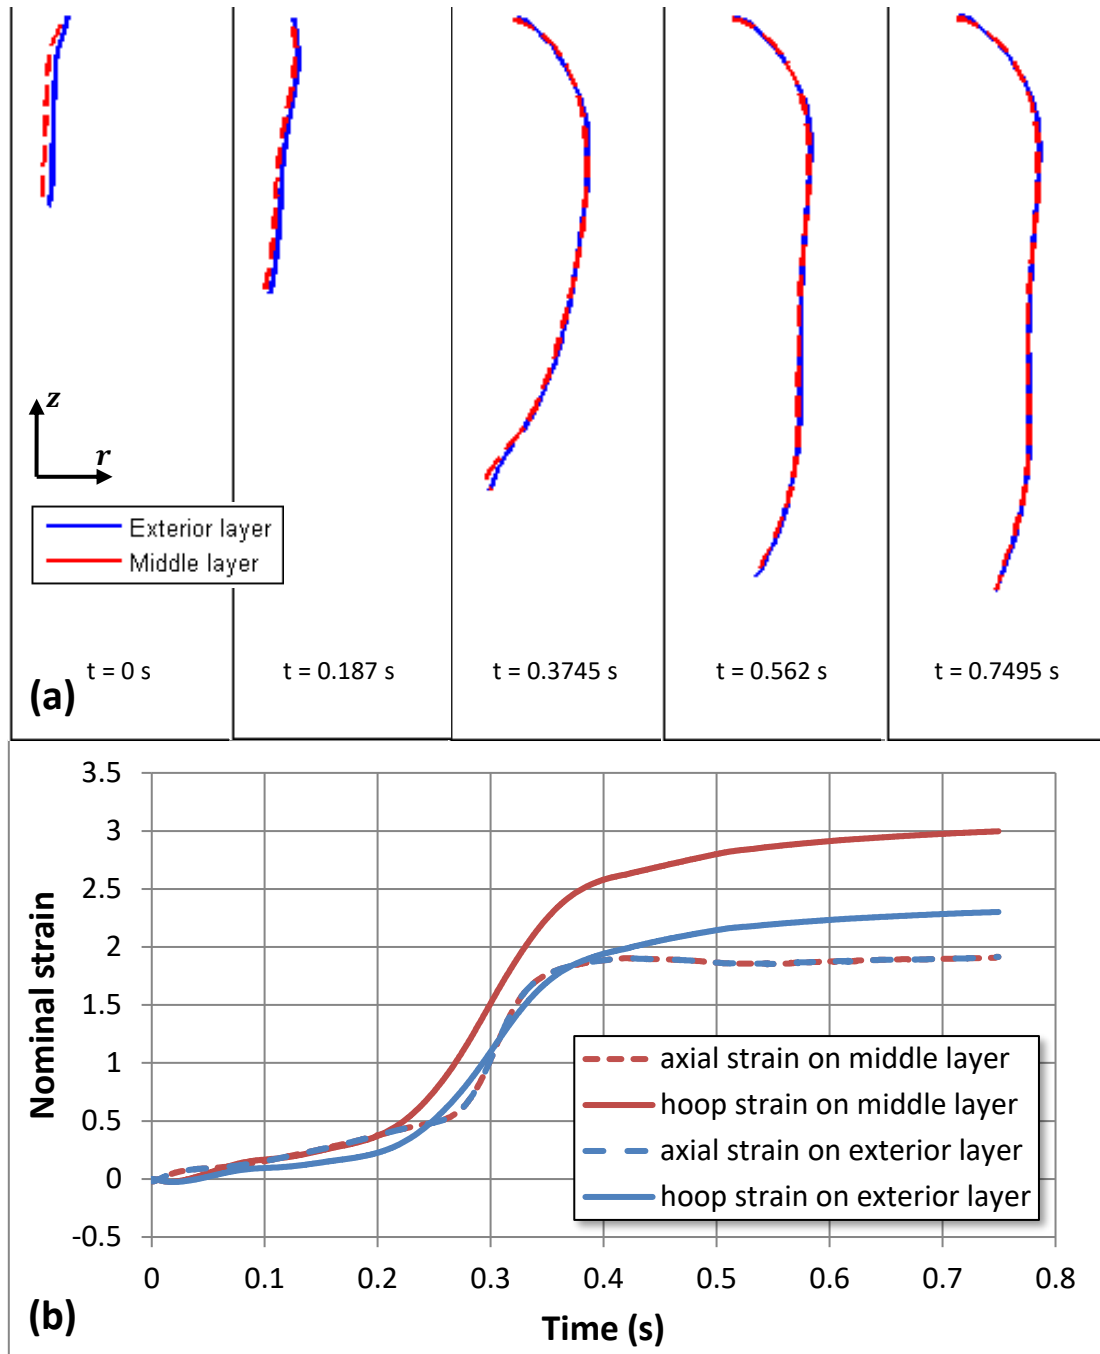 z
r
Exterior layer
Middle layer
t = 0 s
t = 0.187 s
t = 0.3745 s
t = 0.562 s
t = 0.7495 s
(a)
3.5
3
2.5
2
1.5
1
0.5
0
-0.5
Nominal strain
axial strain on middle layer
hoop strain on middle layer
axial strain on exterior layer
hoop strain on exterior layer
0 0.1 0.2 0.3 0.4 0.5 0.6 0.7 0.8
Time (s)
(b)